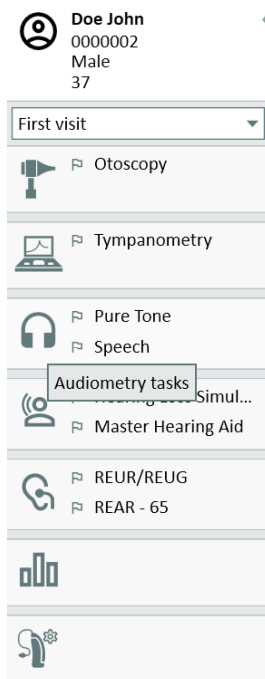 Doe John
0000002
Male
37
First visit
Otoscopy
Tympanometry
Pure Tone
Speech
Audiometry tasks
Simul...
Master Hearing Aid
REUR/REUG
REAR - 65